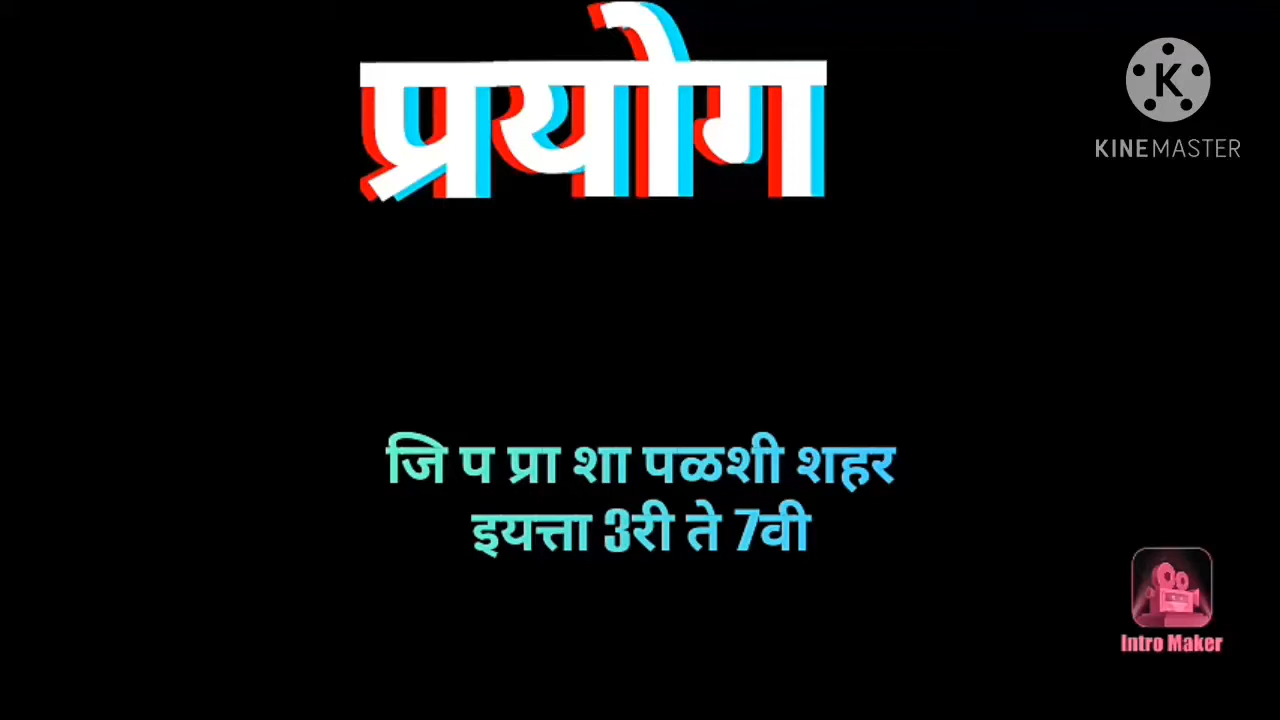 प्रयोग
KINEMASTER
जि प प्रा शा पळशी शहर
इयत्ता 3री ते 7वी
Intro Maker